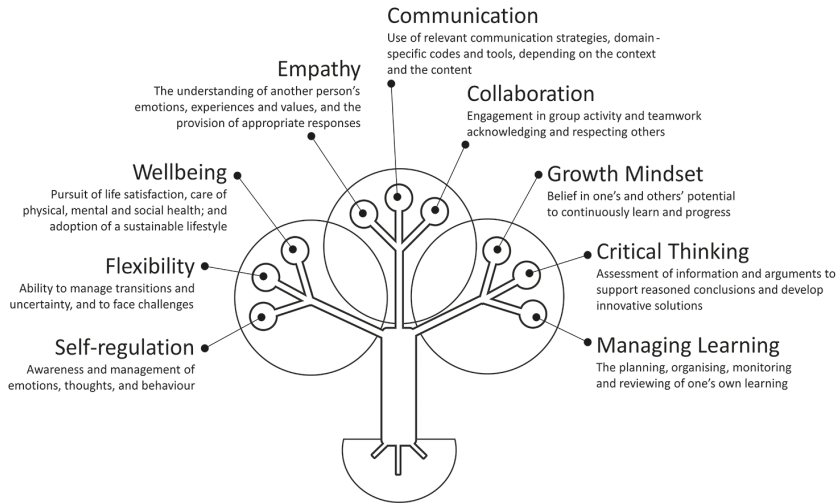 Communication
Use of relevant communication strategies, domain-
specific codes and tools, depending on the context
and the content
Empathy
The understanding of another person's
emotions, experiences and values, and the
provision of appropriate responses
Collaboration
Engagement in group activity and teamwork
acknowledging and respecting others
Wellbeing
Pursuit of life satisfaction, care of
physical, mental and social health; and
adoption of a sustainable lifestyle
Growth Mindset
Belief in one's and others' potential
to continuously learn and progress
Flexibility
Ability to manage transitions and
uncertainty, and to face challenges
Critical Thinking
Assessment of information and arguments to
support reasoned conclusions and develop
innovative solutions
Self-regulation
Awareness and management of
emotions, thoughts, and behaviour
Managing Learning
The planning, organising, monitoring
and reviewing of one's own learning